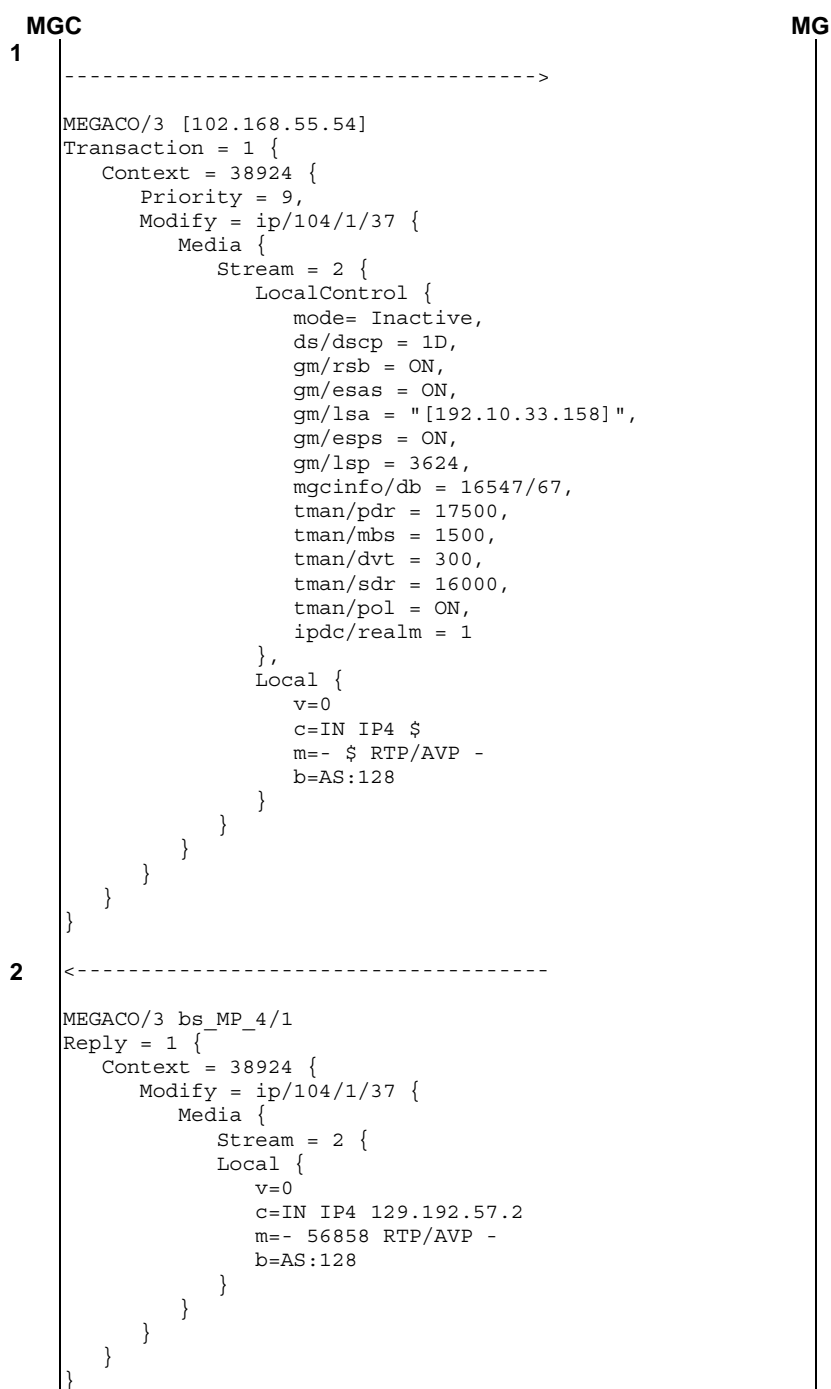 MGC MG
1
------------------------------------->
MEGACO/3 [102.168.55.54]
Transaction = 1 {
   Context = 38924 {
      Priority = 9,
      Modify = ip/104/1/37 {
         Media {
            Stream = 2 {
               LocalControl {
                  mode= Inactive,
                  ds/dscp = 1D,
                  gm/rsb = ON,
                  gm/esas = ON,
                  gm/lsa = "[192.10.33.158]",
                  gm/esps = ON,
                  gm/lsp = 3624,
                  mgcinfo/db = 16547/67,
                  tman/pdr = 17500,
                  tman/mbs = 1500,
                  tman/dvt = 300,
                  tman/sdr = 16000,
                  tman/pol = ON,
                  ipdc/realm = 1
               },
               Local {
                  v=0
                  c=IN IP4 $
                  m=- $ RTP/AVP -
                  b=AS:128
               }
            }
         }
      }
   }
}
2 <-------------------------------------
MEGACO/3 bs_MP_4/1
Reply = 1 {
   Context = 38924 {
      Modify = ip/104/1/37 {
         Media {
            Stream = 2 {
            Local {
               v=0
               c=IN IP4 129.192.57.2
               m=- 56858 RTP/AVP -
               b=AS:128
            }
         }
      }
   }
}